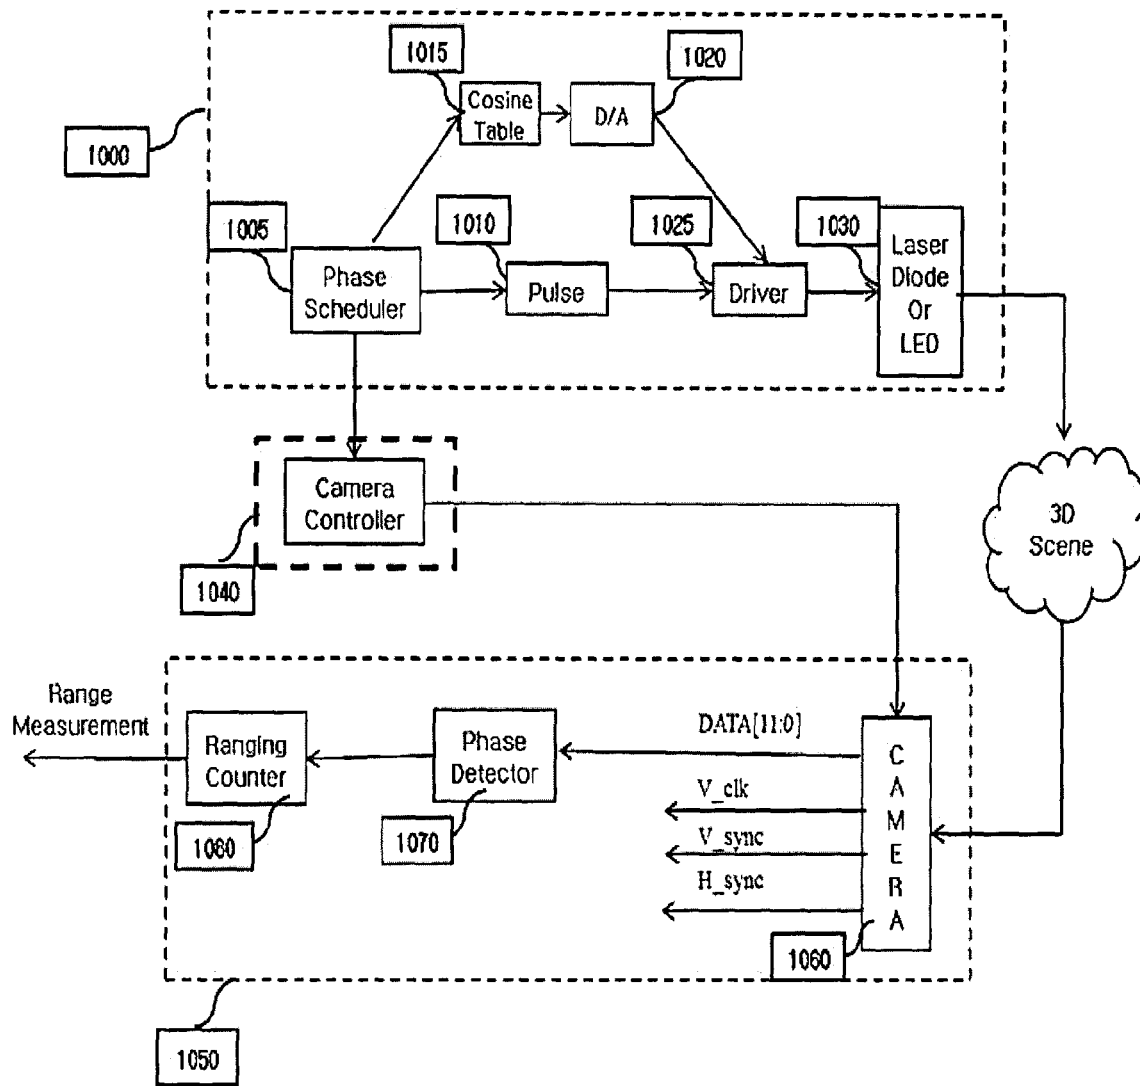 1015
1020
Cosine
Table
D/A
1000
1005
1010
1025
1030
Phase
Scheduler
Pulse
Driver
Laser
Diode
Or
LED
Camera
Controller
3D
Scene
1040
Range
Measurement
Ranging
Counter
Phase
Detector
DATA[11:0]
V_clk
V_sync
H_sync
C
A
M
E
R
A
1080
1070
1060
1050